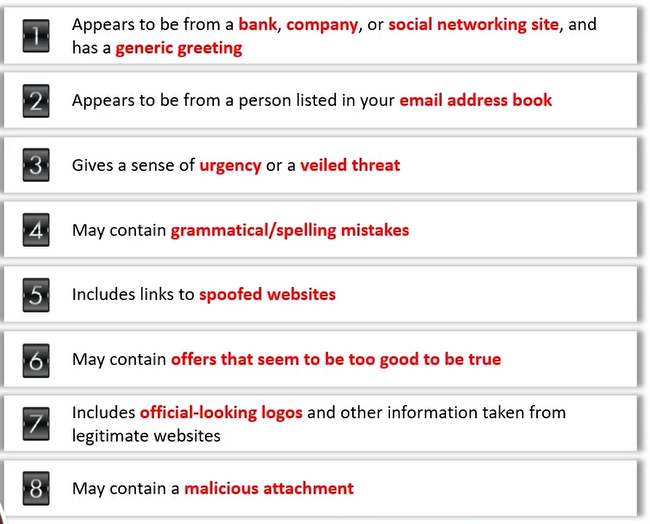 1
Appears to be from a bank, company, or social networking site, and
has a generic greeting
2
Appears to be from a person listed in your email address book
3
Gives a sense of urgency or a veiled threat
4
May contain grammatical/spelling mistakes
5
Includes links to spoofed websites
6
May contain offers that seem to be too good to be true
7
Includes official-looking logos and other information taken from
legitimate websites
8
May contain a malicious attachment